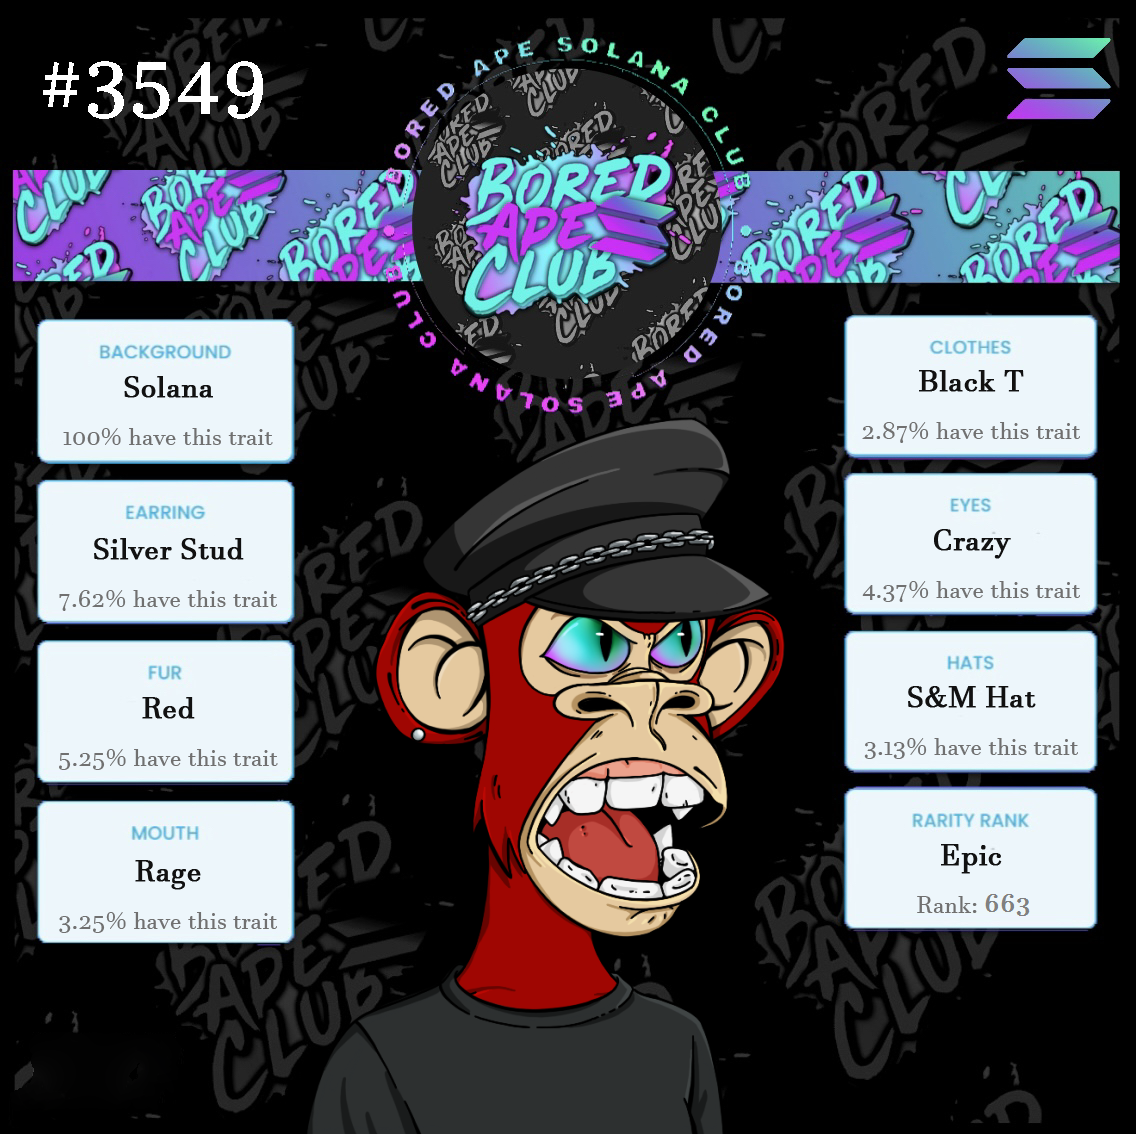 #3549
BORED APE SOLANA CLUB
BORED
APE
CLUB
BORED APE SOLANA CLUB
BACKGROUND
Solana
100% have this trait
EARRING
Silver Stud
7.62% have this trait
FUR
Red
5.25% have this trait
MOUTH
Rage
3.25% have this trait
CLOTHES
Black T
2.87% have this trait
EYES
Crazy
4.37% have this trait
HATS
S&M Hat
3.13% have this trait
RARITY RANK
Epic
Rank: 663